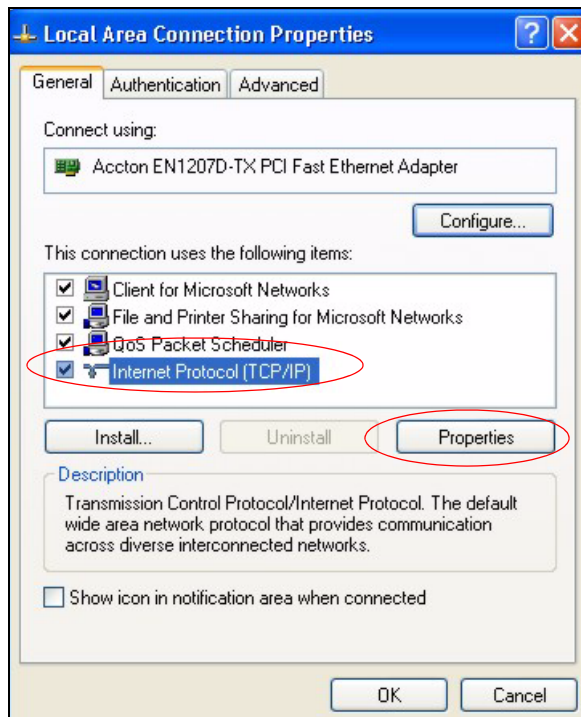 Local Area Connection Properties
General Authentication Advanced
Connect using:
Accton EN1207D-TX PCI Fast Ethernet Adapter
Configure...
This connection uses the following items:
Client for Microsoft Networks
File and Printer Sharing for Microsoft Networks
QoS Packet Scheduler
Internet Protocol (TCP/IP)
Install... Uninstall Properties
Description
Transmission Control Protocol/Internet Protocol. The default
wide area network protocol that provides communication
across diverse interconnected networks.
Show icon in notification area when connected
OK Cancel